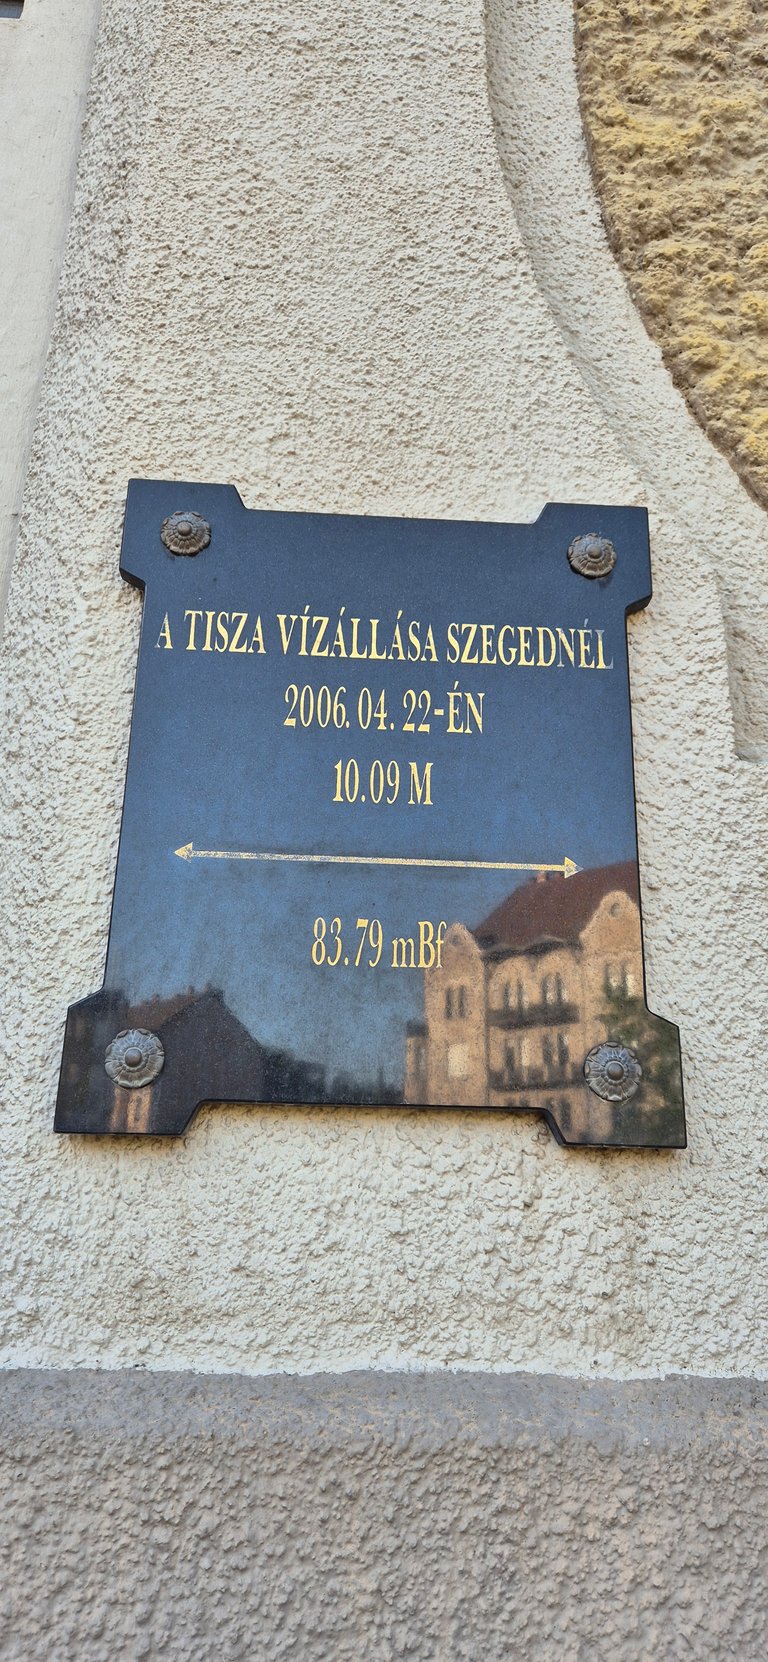 A TISZA VÍZÁLLÁSA SZEGEDNÉL
2006. 04. 22-ÉN
10.09 M
83.79 mBf